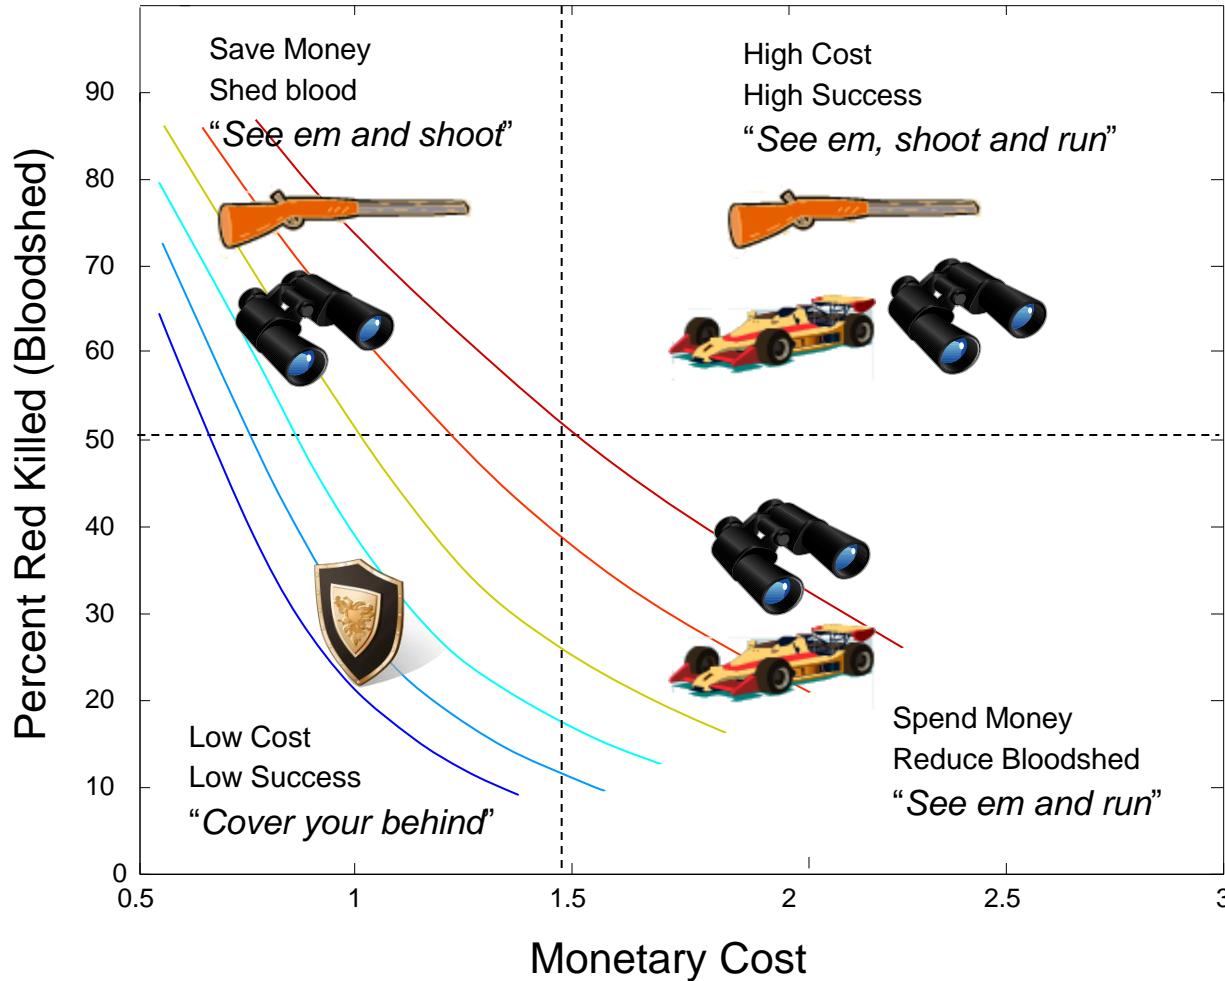 Save Money
Shed blood
“See em and shoot”
High Cost
High Success
“See em, shoot and run”
90
80
70
60
50
40
30
20
10
0
Percent Red Killed (Bloodshed)
Low Cost
Low Success
“Cover your behind”
Spend Money
Reduce Bloodshed
“See em and run”
0.5
1
1.5
2
2.5
3
Monetary Cost